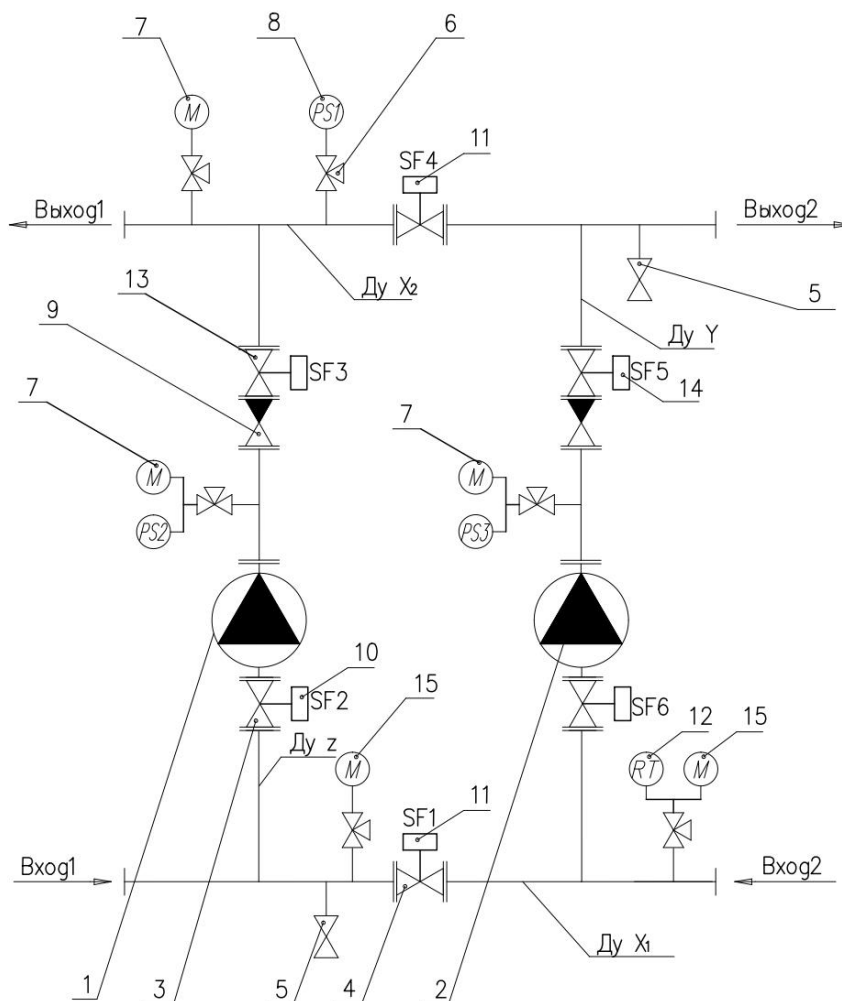 7
8
6
11
M
PS1
SF4
Выход1
Выход2
Ду X₂
5
13
Ду Y
9
SF3
SF5
14
7
7
M
M
PS2
PS3
10
15
SF2
SF6
12
15
Ду z
M
RT
M
SF1
11
Вход1
Вход2
Ду X₁
1
3
5
4
2